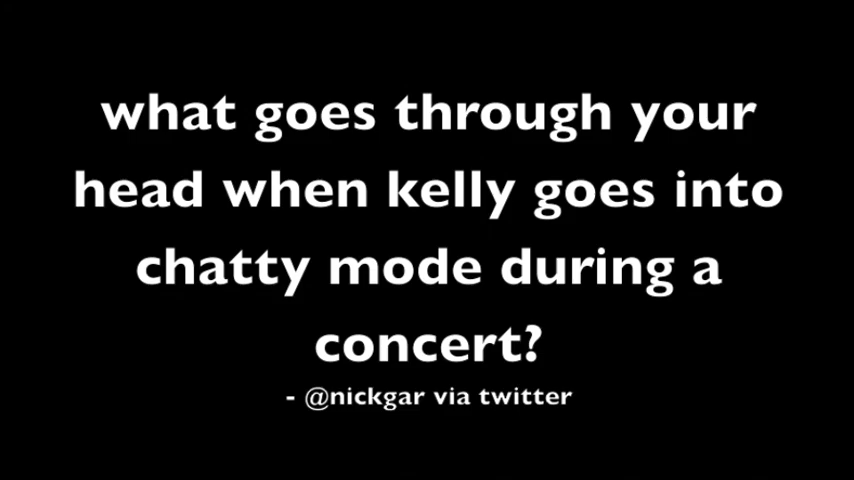 what goes through your
head when kelly goes into
chatty mode during a
concert?
- @nickgar via twitter